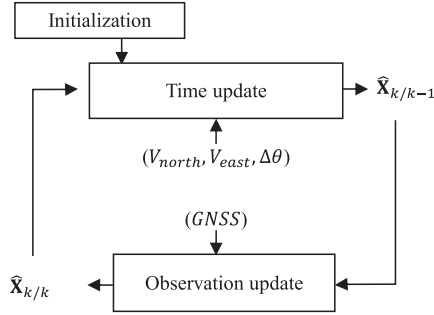 Initialization
Time update
X̂_{k/k−1}
(V_{north}, V_{east}, Δθ)
(GNSS)
X̂_{k/k}
Observation update